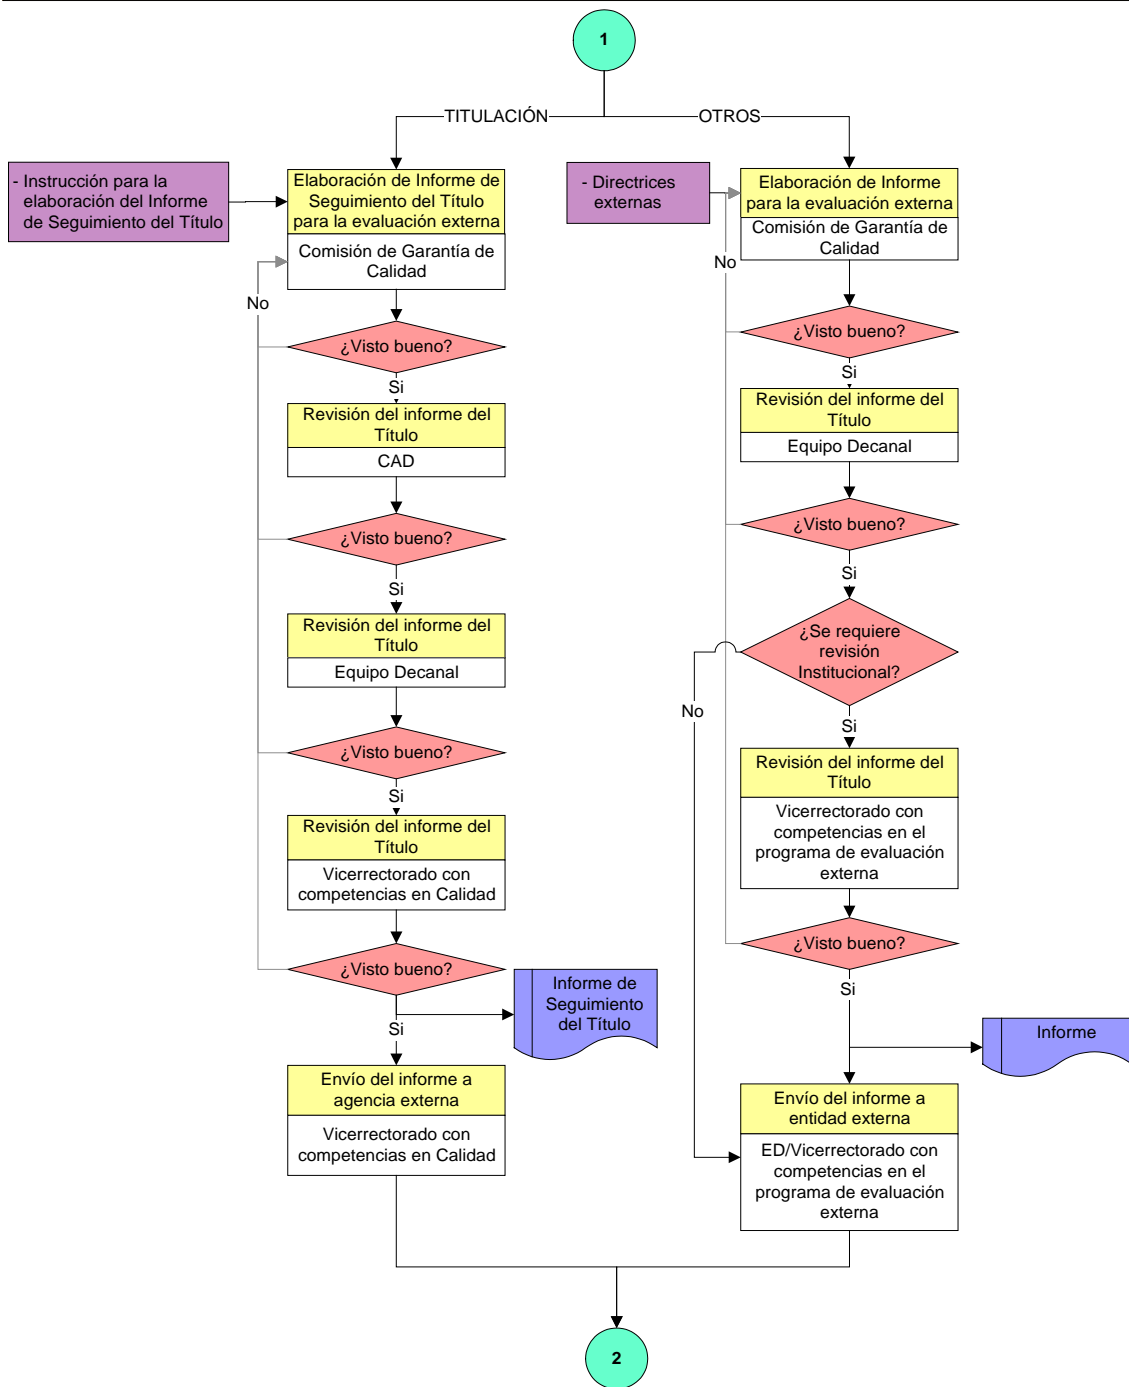 1
TITULACIÓN
OTROS
- Instrucción para la
elaboración del Informe
de Seguimiento del Título
Elaboración de Informe de
Seguimiento del Título
para la evaluación externa
Comisión de Garantía de
Calidad
No
¿Visto bueno?
Si
Revisión del informe del
Título
CAD
¿Visto bueno?
Si
Revisión del informe del
Título
Equipo Decanal
¿Visto bueno?
Si
Revisión del informe del
Título
Vicerrectorado con
competencias en Calidad
¿Visto bueno?
Informe de
Seguimiento
del Título
Si
Envío del informe a
agencia externa
Vicerrectorado con
competencias en Calidad
- Directrices
externas
Elaboración de Informe
para la evaluación externa
Comisión de Garantía de
Calidad
No
¿Visto bueno?
Si
Revisión del informe del
Título
Equipo Decanal
¿Visto bueno?
Si
¿Se requiere
revisión
Institucional?
No
Si
Revisión del informe del
Título
Vicerrectorado con
competencias en el
programa de evaluación
externa
¿Visto bueno?
Si
Informe
Envío del informe a
entidad externa
ED/Vicerrectorado con
competencias en el
programa de evaluación
externa
2